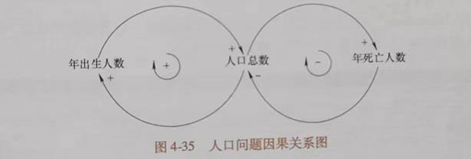 年出生人数
+
+
+
人口总数
−
−
+
年死亡人数
图 4-35 人口问题因果关系图